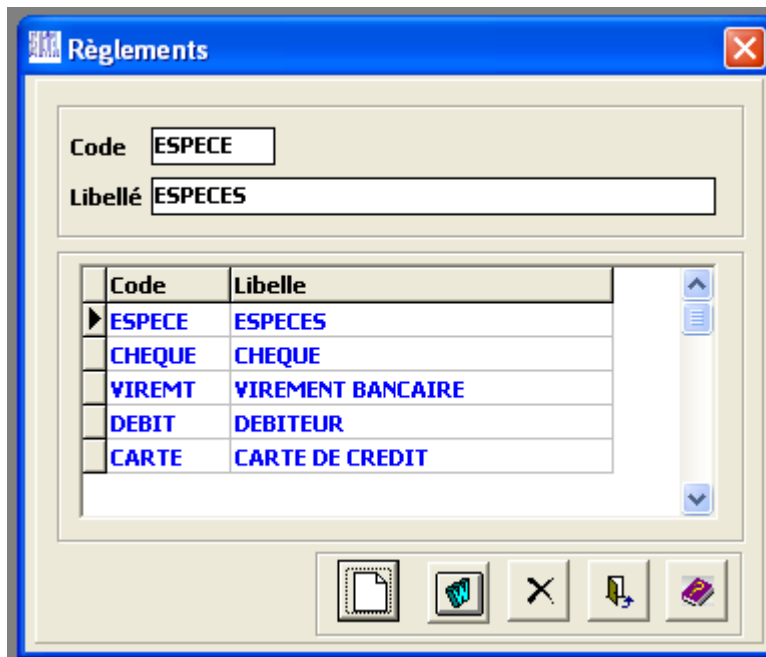 Règlements
Code ESPECE
Libellé ESPECES
Code Libelle
ESPECE ESPECES
CHEQUE CHEQUE
VIREMT VIREMENT BANCAIRE
DEBIT DEBITEUR
CARTE CARTE DE CREDIT